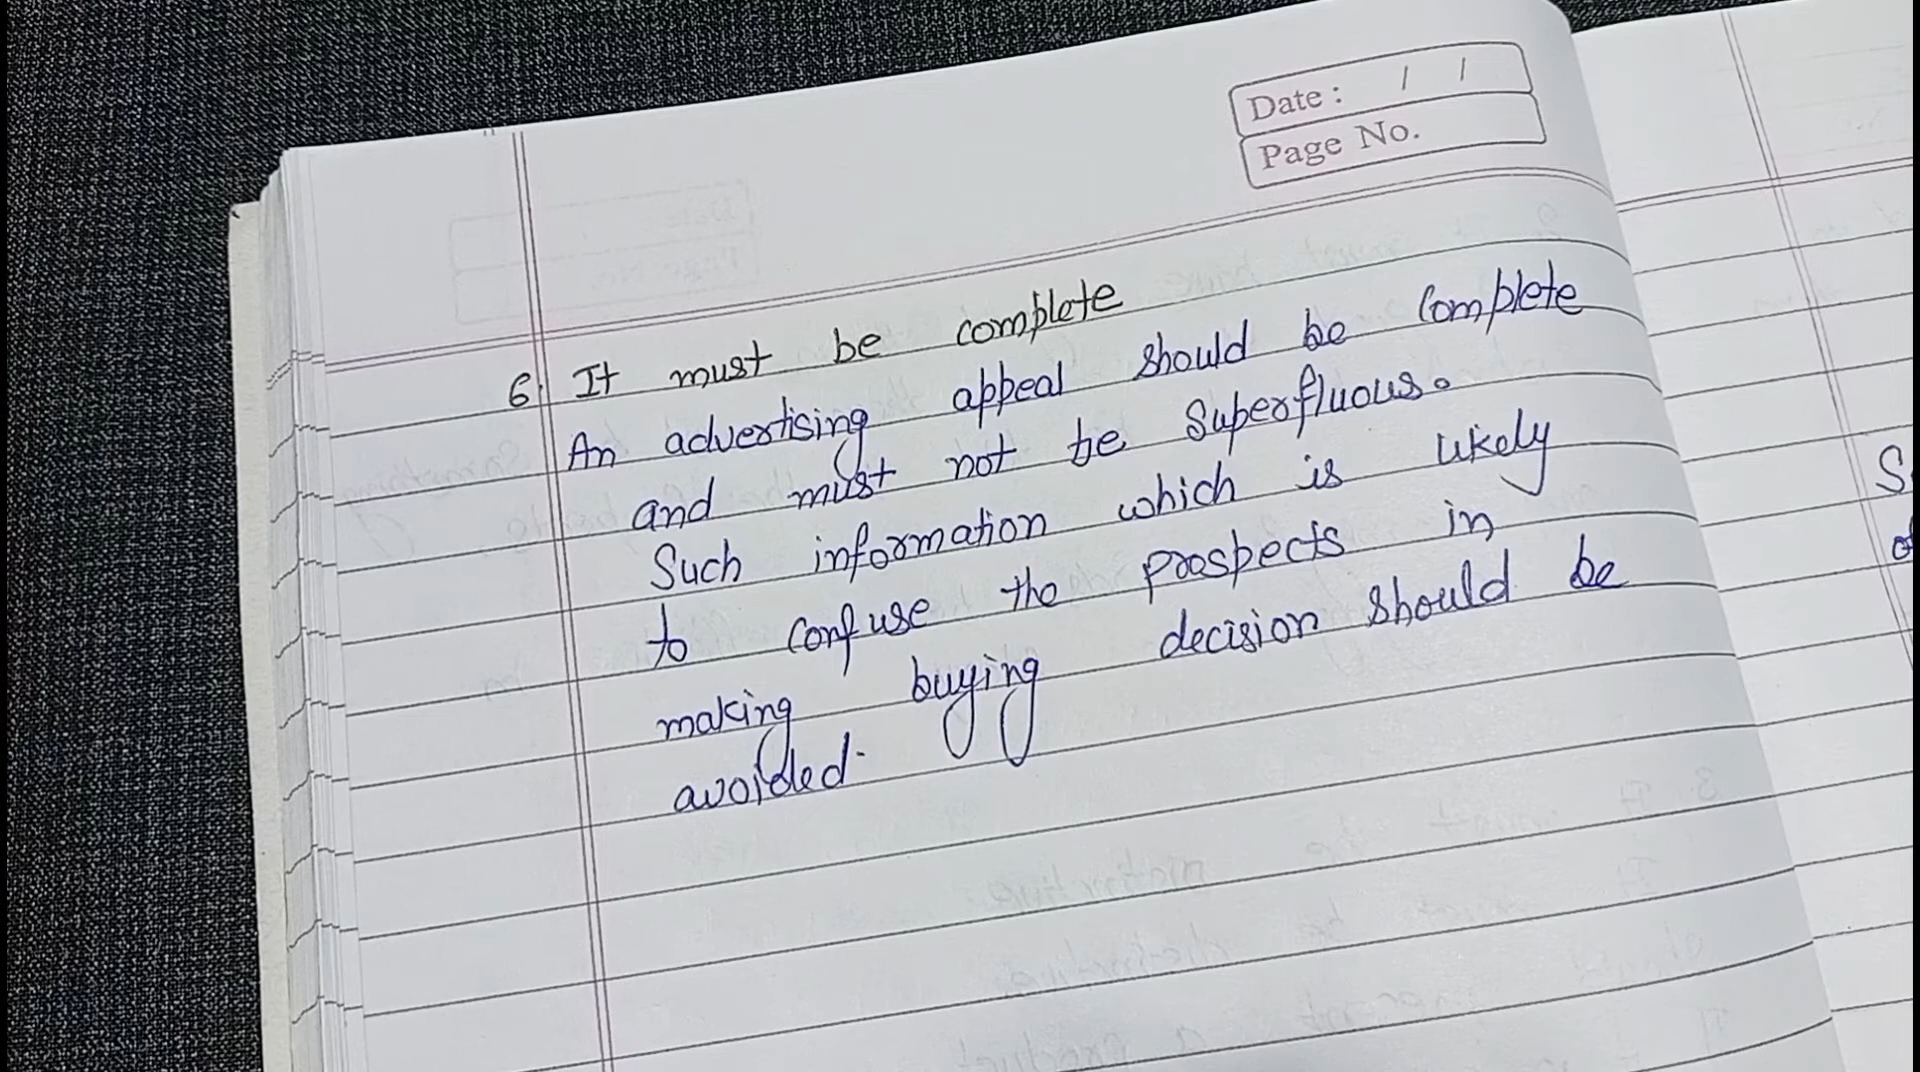 Date : / /
Page No.
6. It must be complete
An advertising appeal should be complete
and must not be superfluous.
Such information which is likely
to confuse the prospects in
making buying decision should be
avoided.